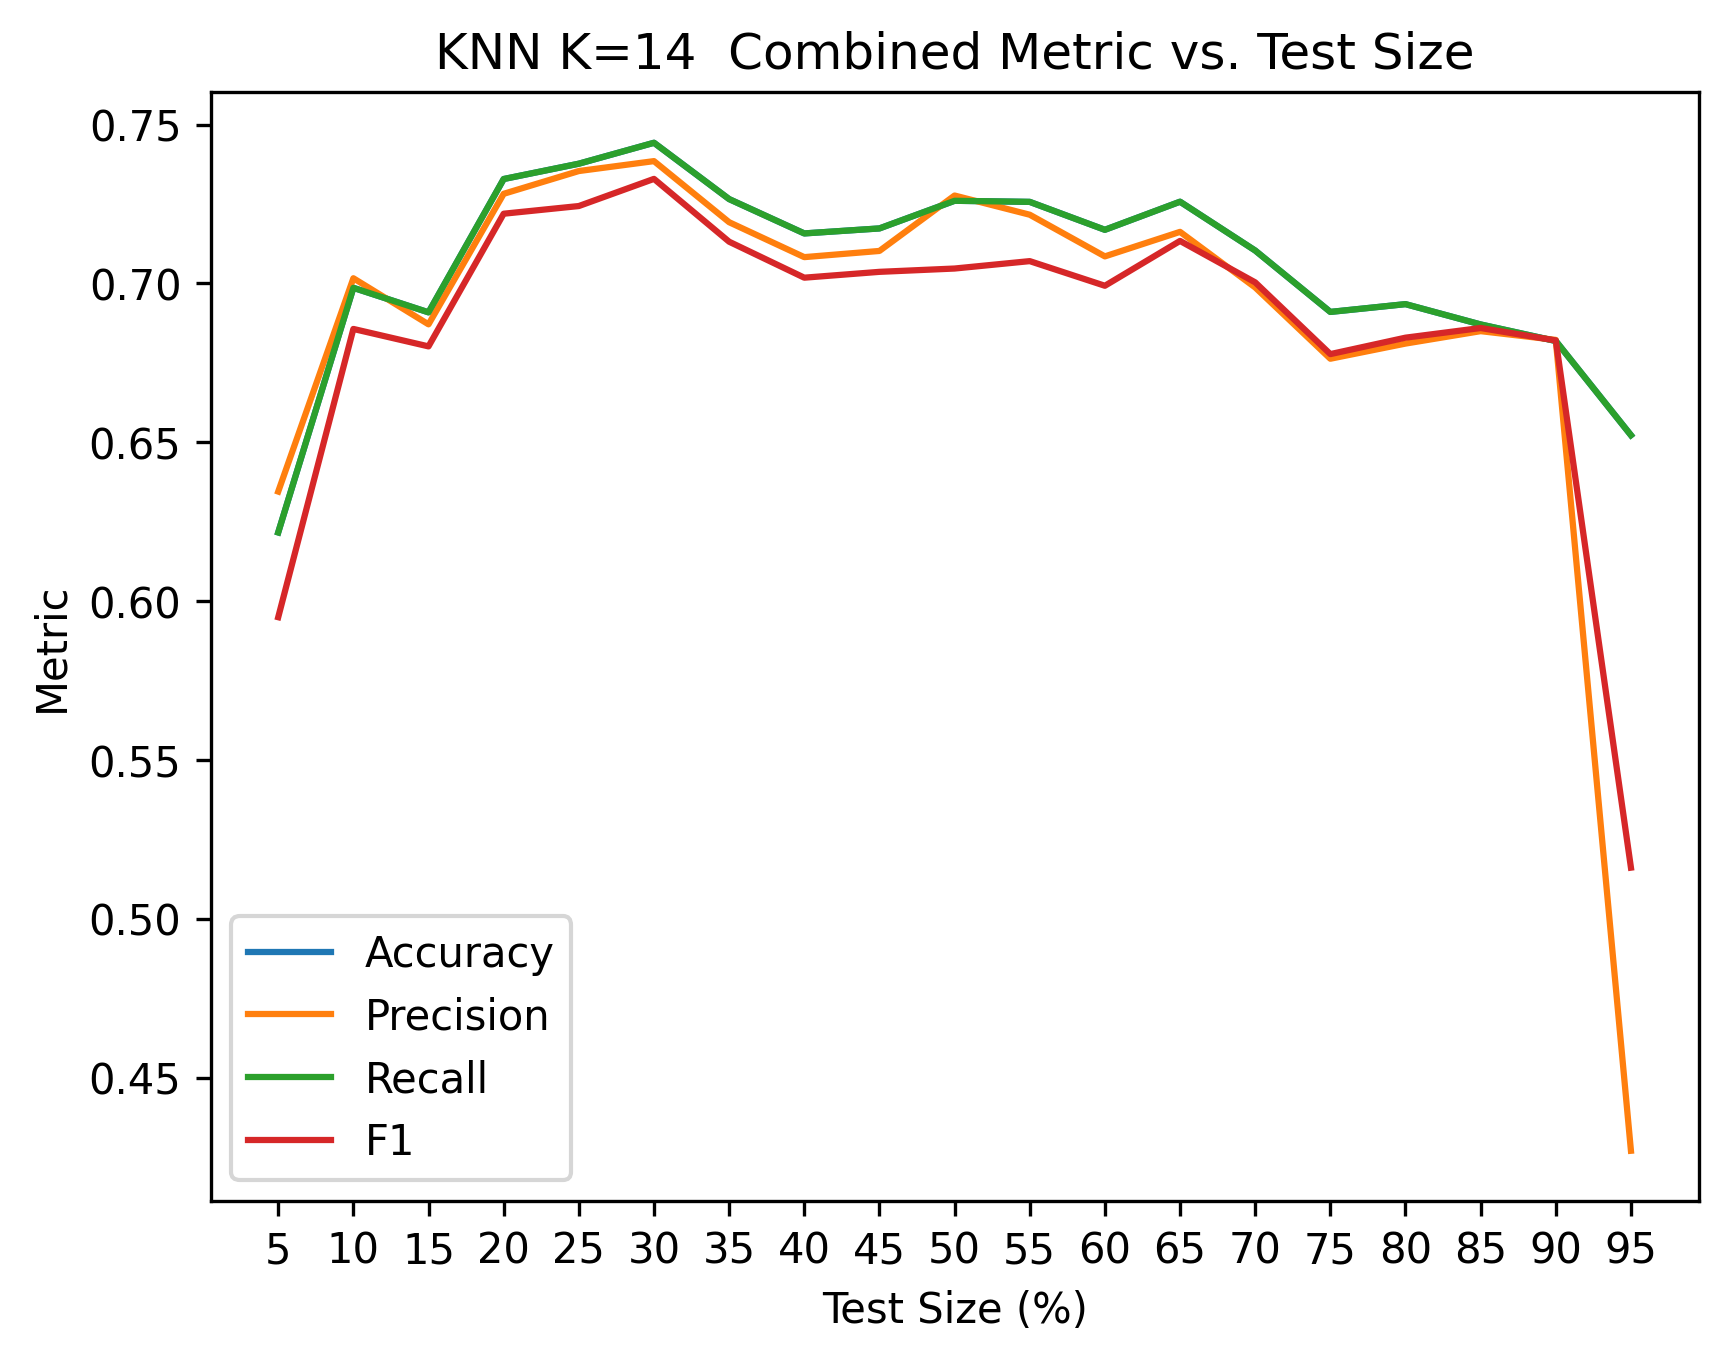 KNN K=14  Combined Metric vs. Test Size
0.75
0.70
0.65
0.60
0.55
0.50
0.45
Metric
Accuracy
Precision
Recall
F1
5 10 15 20 25 30 35 40 45 50 55 60 65 70 75 80 85 90 95
Test Size (%)